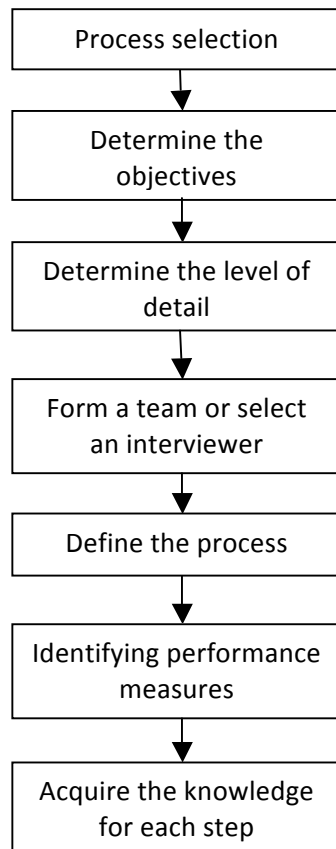 Process selection
Determine the
objectives
Determine the level of
detail
Form a team or select
an interviewer
Define the process
Identifying performance
measures
Acquire the knowledge
for each step